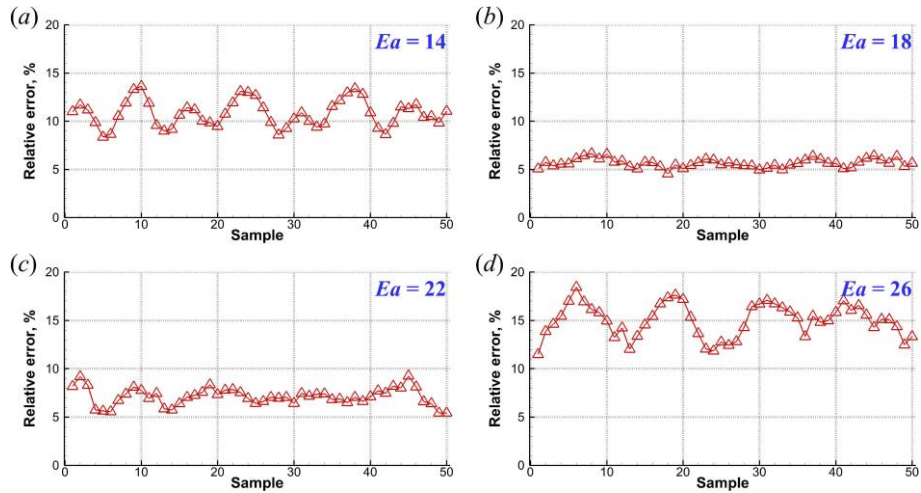 (a)
Ea = 14
Relative error, %
20
15
10
5
0
0 10 20 30 40 50
Sample
(b)
Ea = 18
Relative error, %
20
15
10
5
0
0 10 20 30 40 50
Sample
(c)
Ea = 22
Relative error, %
20
15
10
5
0
0 10 20 30 40 50
Sample
(d)
Ea = 26
Relative error, %
20
15
10
5
0
0 10 20 30 40 50
Sample